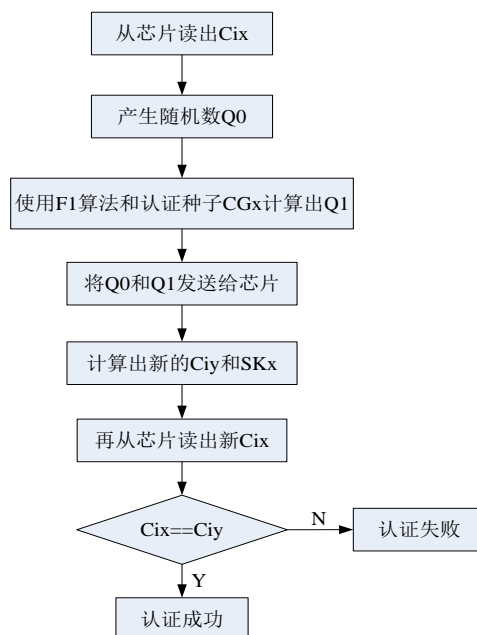 从芯片读出Cix
产生随机数Q0
使用F1算法和认证种子CGx计算出Q1
将Q0和Q1发送给芯片
计算出新的Ciy和SKx
再从芯片读出新Cix
Cix==Ciy
N
认证失败
Y
认证成功